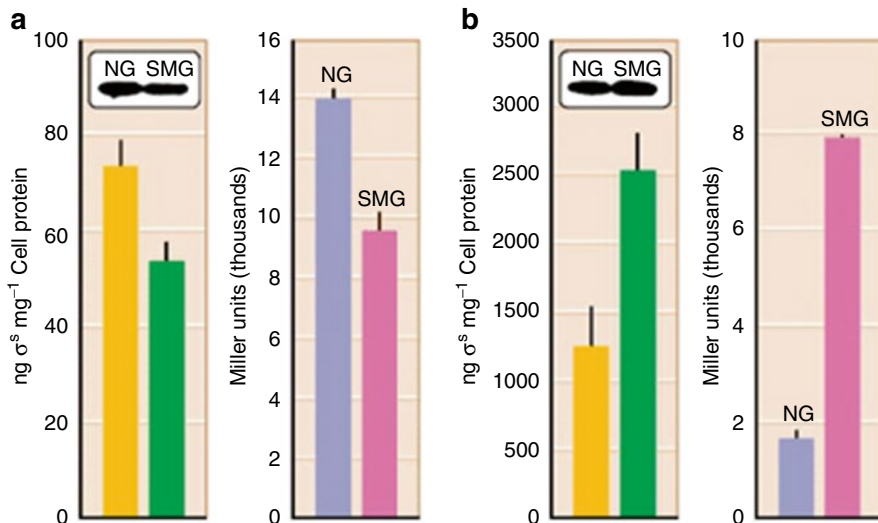 a
ng σˢ mg⁻¹ Cell protein
100
80
60
40
20
0
NG SMG
Miller units (thousands)
16
14
12
10
8
6
4
2
0
NG
SMG
b
ng σˢ mg⁻¹ Cell protein
3500
3000
2500
2000
1500
1000
500
0
NG SMG
Miller units (thousands)
10
8
6
4
2
0
SMG
NG